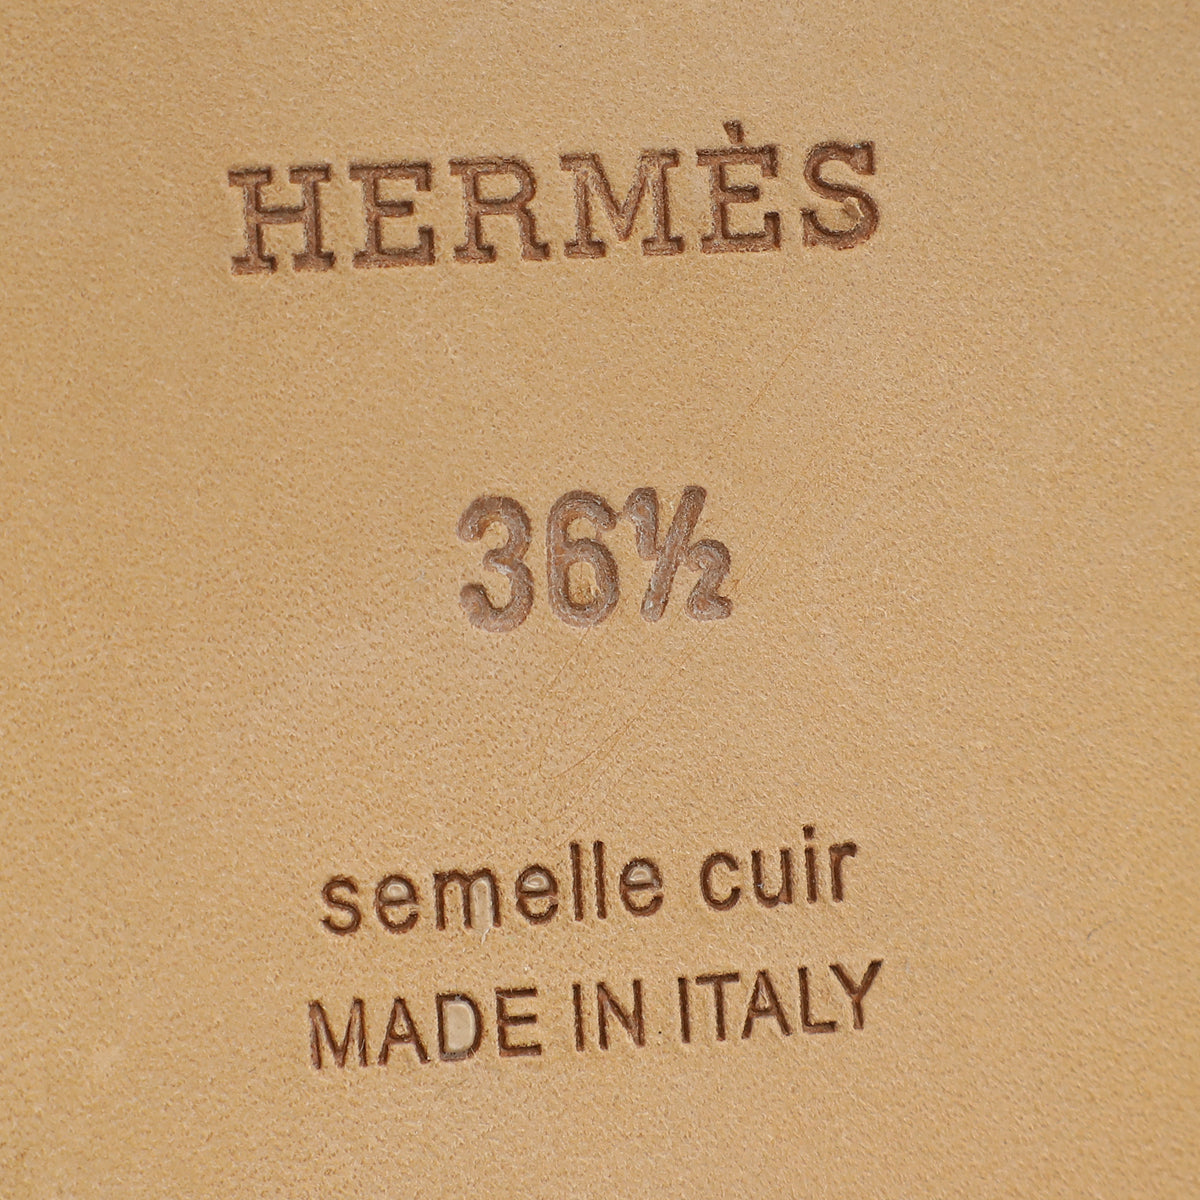 HERMÈS
36½
semelle cuir
MADE IN ITALY